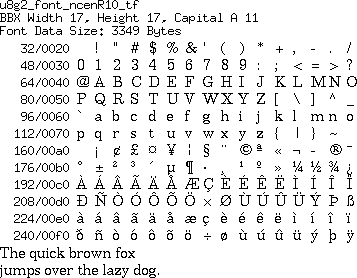 u8g2_font_ncenR10_tf
BBX Width 17, Height 17, Capital A 11
Font Data Size: 3349 Bytes
32/0020 ! " # $ % & ' ( ) * + , - . /
48/0030 0 1 2 3 4 5 6 7 8 9 : ; < = > ?
64/0040 @ A B C D E F G H I J K L M N O
80/0050 P Q R S T U V W X Y Z [ \ ] ^ _
96/0060 ` a b c d e f g h i j k l m n o
112/0070 p q r s t u v w x y z { | } ~
160/00a0 ¡ ¢ £ ¤ ¥ ¦ § ¨ © ª « ¬ - ® ¯
176/00b0 ° ± ² ³ ´ µ ¶ · ¸ ¹ º » ¼ ½ ¾ ¿
192/00c0 À Á Â Ã Ä Å Æ Ç È É Ê Ë Ì Í Î Ï
208/00d0 Ð Ñ Ò Ó Ô Õ Ö × Ø Ù Ú Û Ü Ý Þ ß
224/00e0 à á â ã ä å æ ç è é ê ë ì í î ï
240/00f0 ð ñ ò ó ô õ ö ÷ ø ù ú û ü ý þ ÿ
The quick brown fox
jumps over the lazy dog.